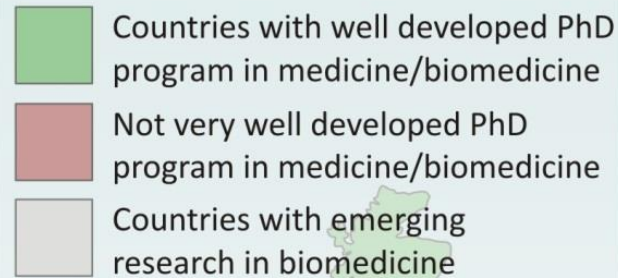 Countries with well developed PhD
program in medicine/biomedicine
Not very well developed PhD
program in medicine/biomedicine
Countries with emerging
research in biomedicine